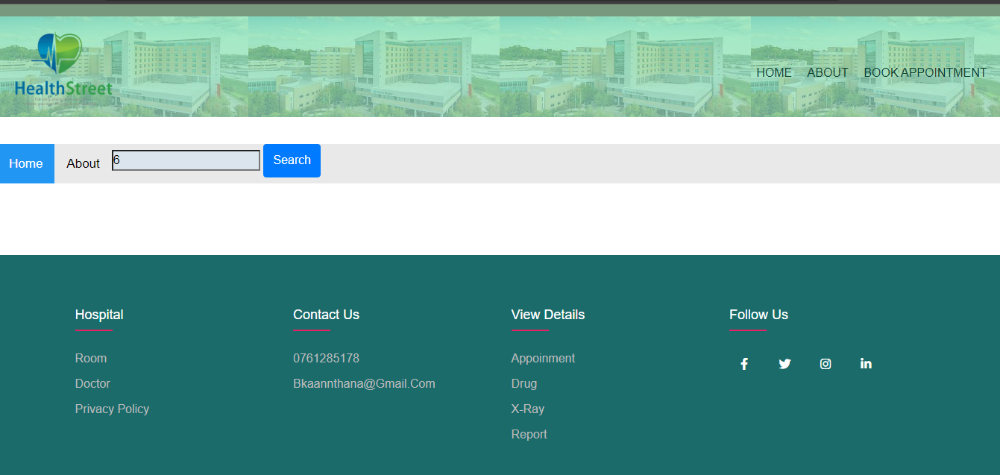 HealthStreet
HOME ABOUT BOOK APPOINTMENT
Home About 6 Search
Hospital
Room
Doctor
Privacy Policy
Contact Us
0761285178
Bkaannthana@Gmail.Com
View Details
Appoinment
Drug
X-Ray
Report
Follow Us